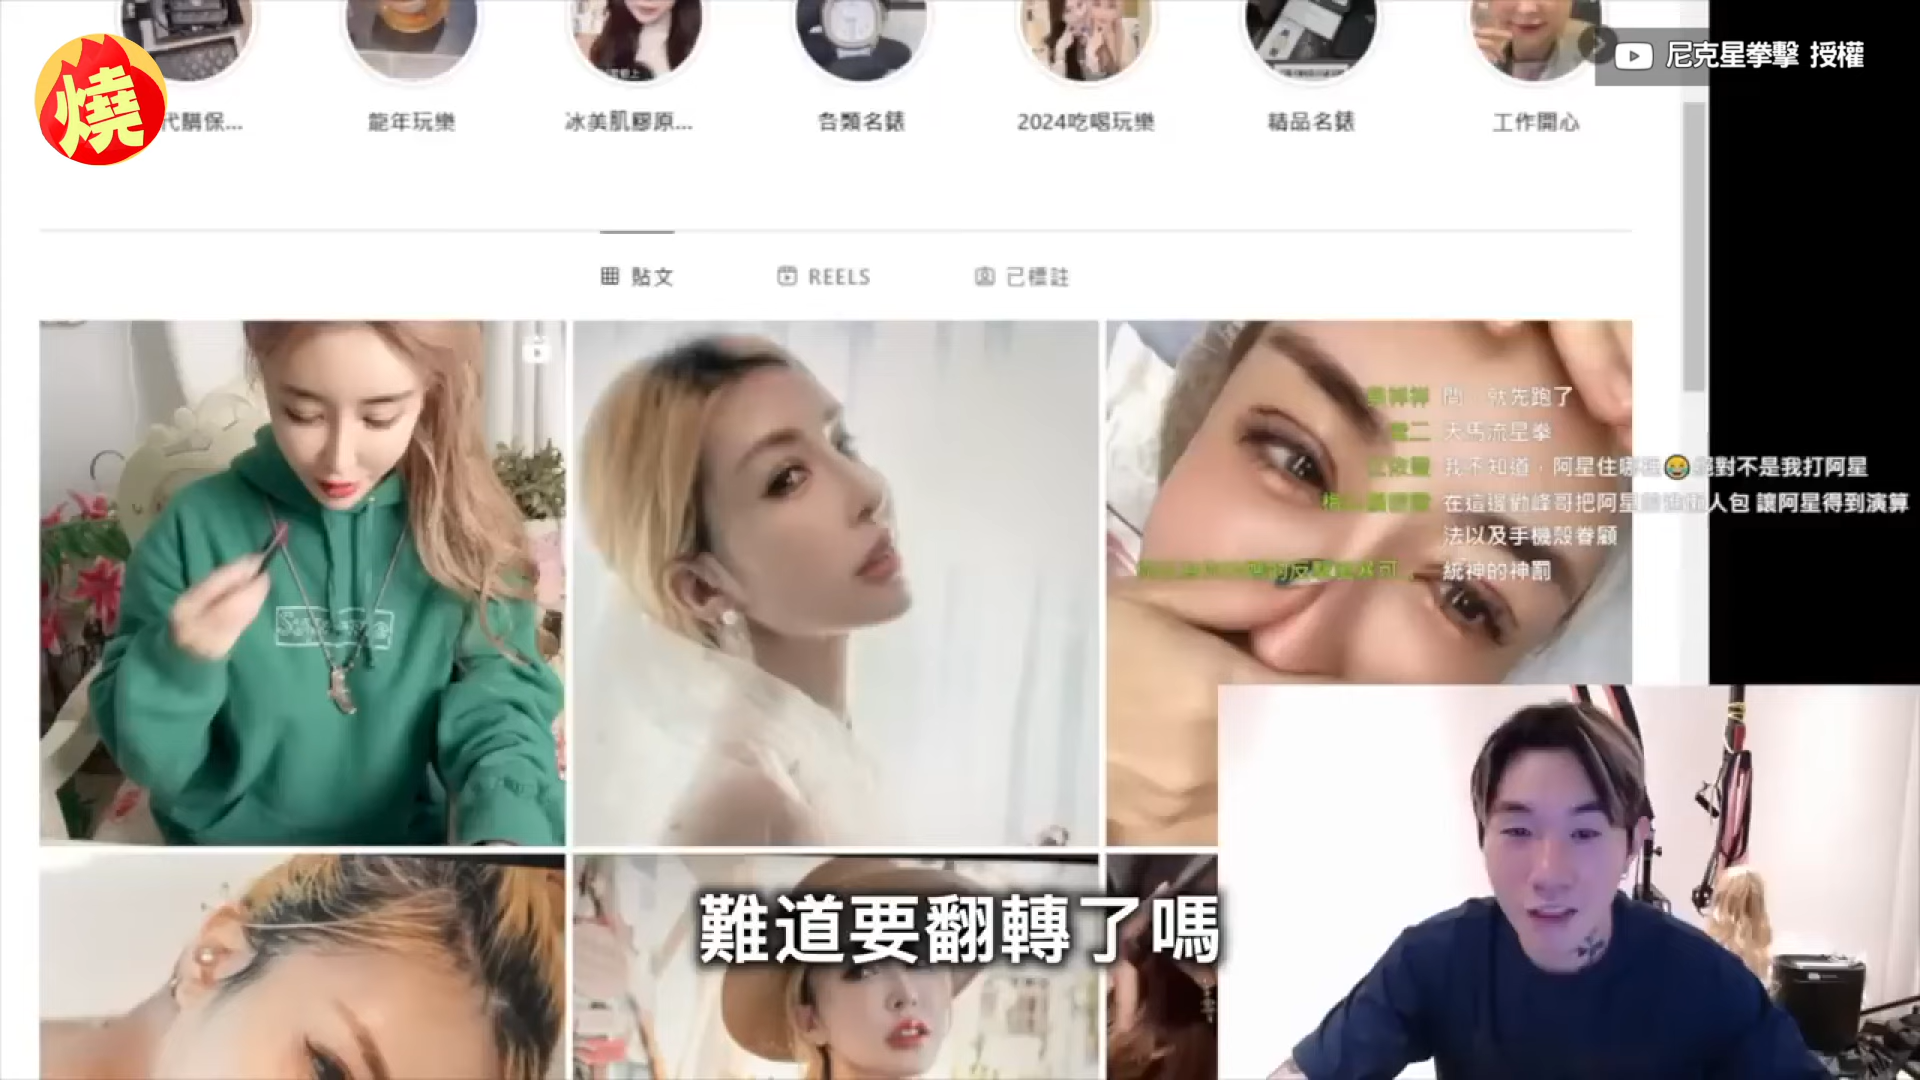 燒
尼克星拳擊 授權
代購保...
龍年玩樂
冰美肌膠原...
各類名錶
2024吃喝玩樂
精品名錶
工作開心
貼文
REELS
已標註
就先跑了
天馬流星拳
我不知道，阿星住哪 對不是我打阿星
在這邊勸峰哥把阿星 人包 讓阿星得到演算
法以及手機殼眷顧
統神的神罰
難道要翻轉了嗎